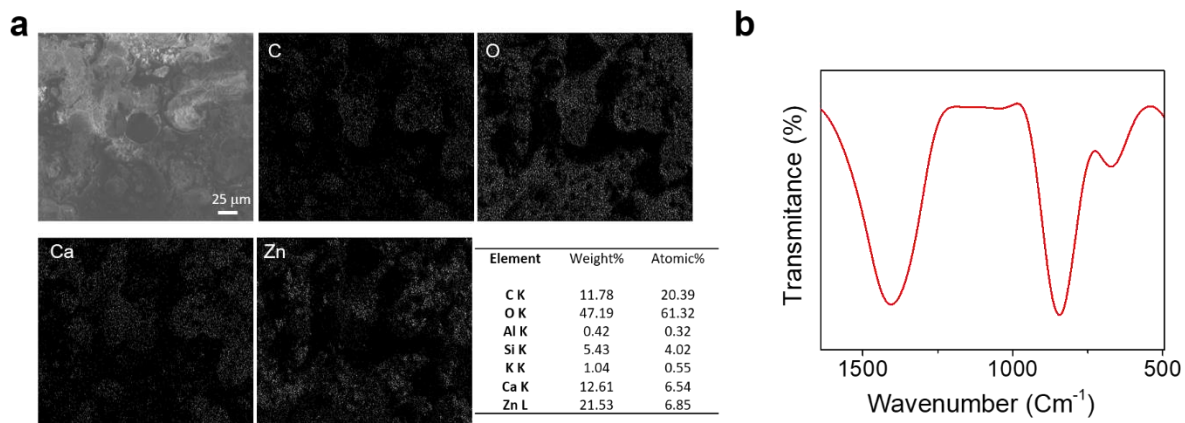 a
C
O
25 µm
Ca
Zn
Element Weight% Atomic%
C K 11.78 20.39
O K 47.19 61.32
Al K 0.42 0.32
Si K 5.43 4.02
K K 1.04 0.55
Ca K 12.61 6.54
Zn L 21.53 6.85
b
Transmitance (%)
1500 1000 500
Wavenumber (Cm⁻¹)